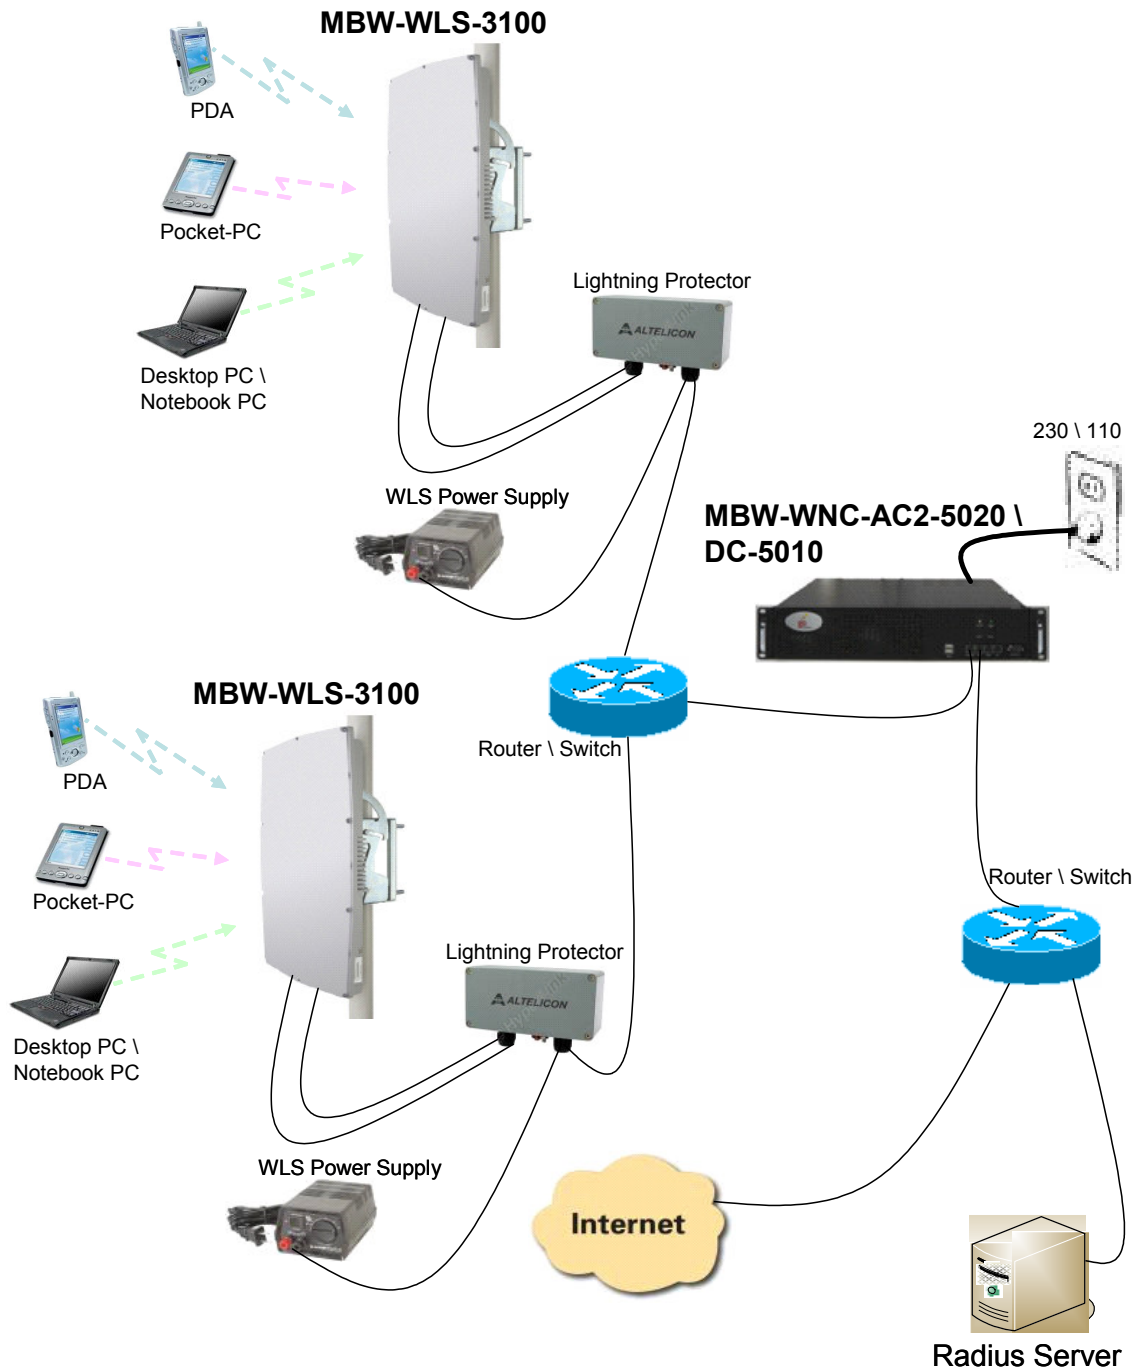 MBW-WLS-3100
PDA
Pocket-PC
Desktop PC \
Notebook PC
Lightning Protector
ALTELICON
HyperLink
WLS Power Supply
230 \ 110
MBW-WNC-AC2-5020 \
DC-5010
Router \ Switch
MBW-WLS-3100
PDA
Pocket-PC
Desktop PC \
Notebook PC
Lightning Protector
ALTELICON
HyperLink
WLS Power Supply
Router \ Switch
Internet
Radius Server